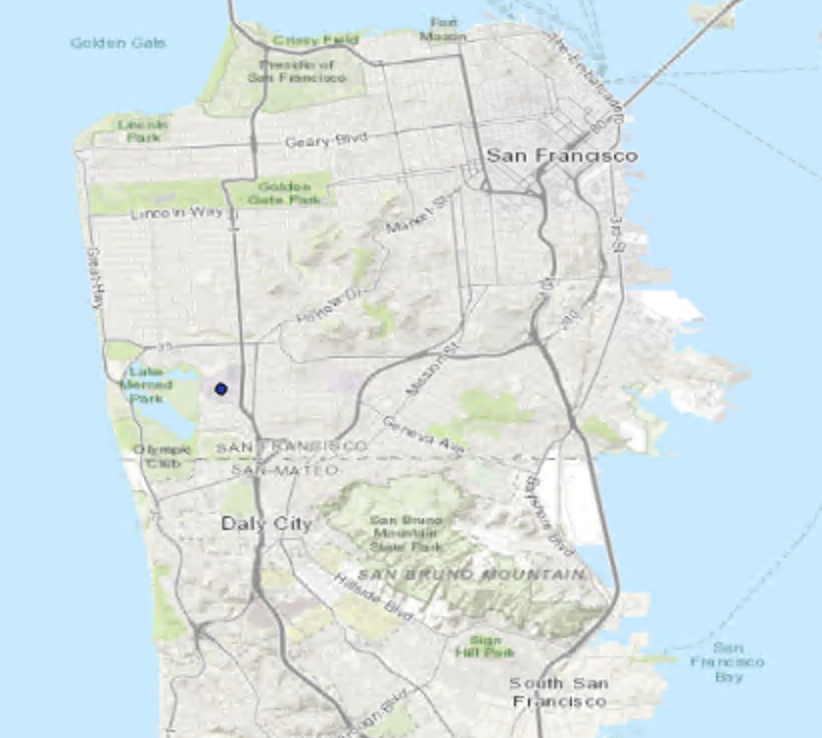 Golden Gate
Crissy Field
Fort
Mason
The Embarcadero
Presidio of
San Francisco
Lincoln
Park
Geary Blvd
80
San Francisco
Golden
Gate Park
Lincoln Way
Market St
3rd St
Great Hwy
Portola Dr
101
280
35
Mission St
Lake
Merced
Park
Geneva Ave
Olympic
Club
SAN FRANCISCO
SAN MATEO
Bayshore Blvd
Daly City
San Bruno
Mountain
State Park
SAN BRUNO MOUNTAIN
Hillside Blvd
Sign
Hill Park
San
Francisco
Bay
South San
Francisco